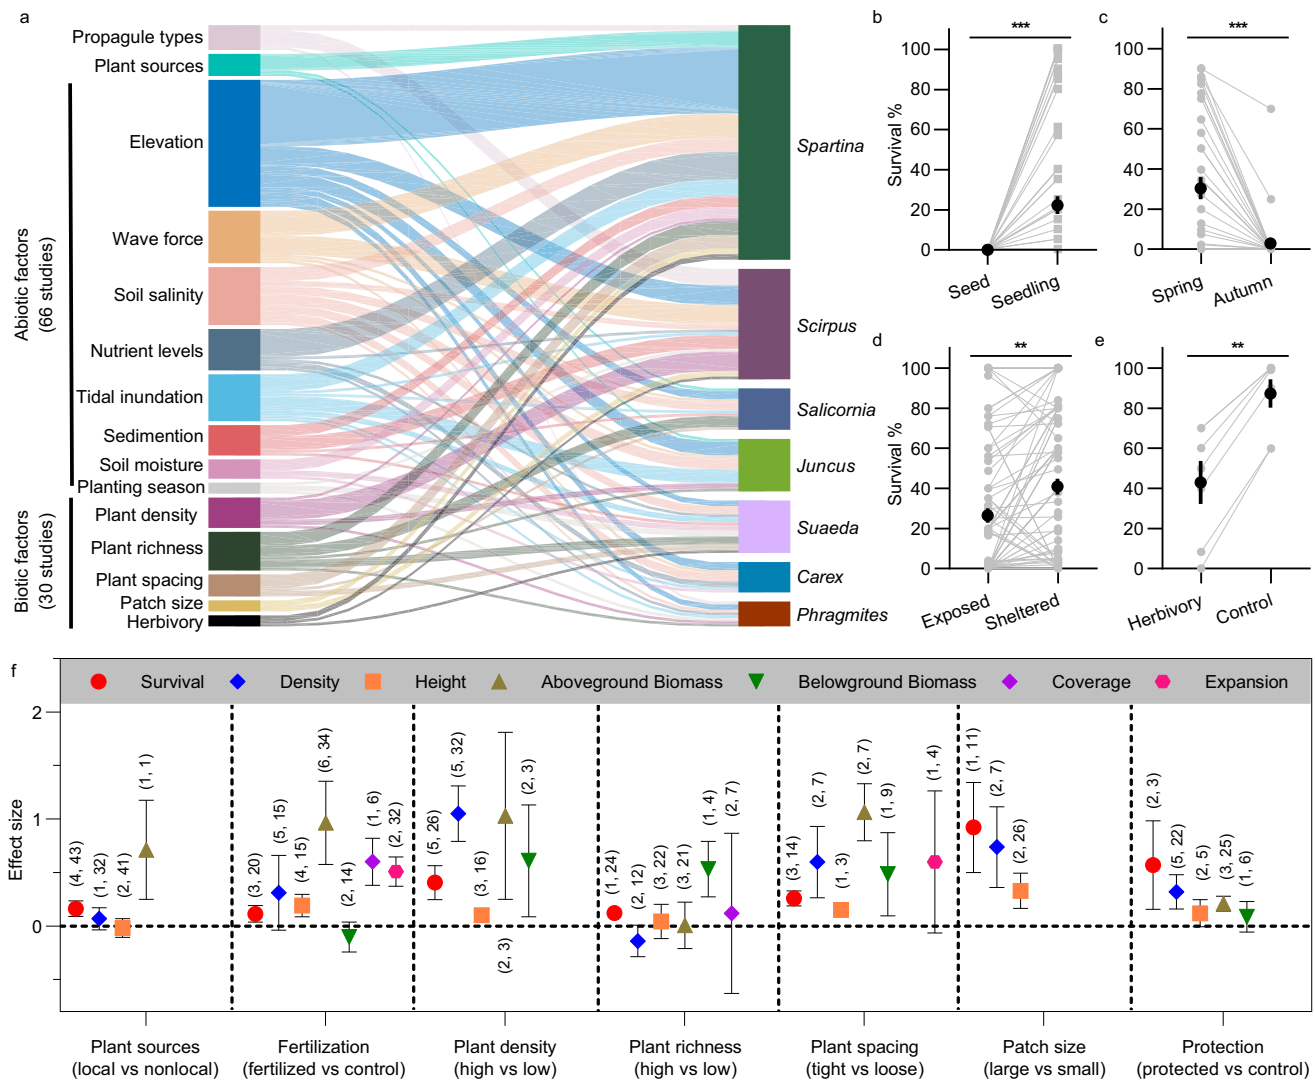 a
Propagule types
Plant sources
Elevation
Wave force
Soil salinity
Nutrient levels
Tidal inundation
Sedimention
Soil moisture
Planting season
Plant density
Plant richness
Plant spacing
Patch size
Herbivory
Abiotic factors
(66 studies)
Biotic factors
(30 studies)
Spartina
Scirpus
Salicornia
Juncus
Suaeda
Carex
Phragmites
b
***
Survival %
100
80
60
40
20
0
Seed
Seedling
c
***
100
80
60
40
20
0
Spring
Autumn
d
**
Survival %
100
80
60
40
20
0
Exposed
Sheltered
e
**
100
80
60
40
20
0
Herbivory
Control
f
Survival
Density
Height
Aboveground Biomass
Belowground Biomass
Coverage
Expansion
Effect size
2
1
0
(4, 43)
(1, 32)
(2, 41)
(1, 1)
(3, 20)
(5, 15)
(4, 15)
(6, 34)
(2, 14)
(1, 6)
(2, 32)
(5, 26)
(5, 32)
(3, 16)
(2, 3)
(2, 3)
(1, 24)
(2, 12)
(3, 22)
(3, 21)
(1, 4)
(2, 7)
(3, 14)
(2, 7)
(1, 3)
(2, 7)
(1, 9)
(1, 4)
(1, 11)
(2, 7)
(2, 26)
(2, 3)
(5, 22)
(2, 5)
(3, 25)
(1, 6)
Plant sources
(local vs nonlocal)
Fertilization
(fertilized vs control)
Plant density
(high vs low)
Plant richness
(high vs low)
Plant spacing
(tight vs loose)
Patch size
(large vs small)
Protection
(protected vs control)